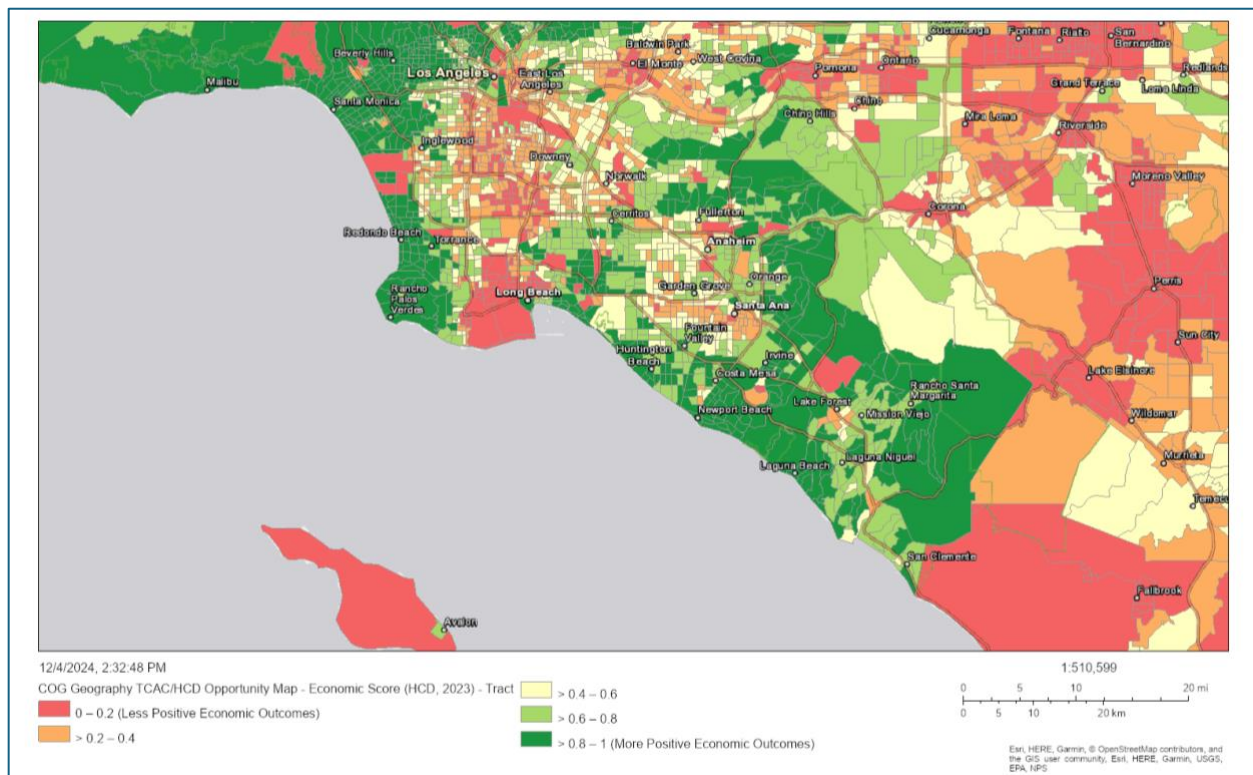 Cucamonga
Fontana
Rialto
San
Bernardino
Beverly Hills
Baldwin Park
West Covina
El Monte
Los Angeles
East Los
Angeles
Pomona
Ontario
Redlands
Grand Terrace
Loma Linda
Malibu
Santa Monica
Chino Hills
Chino
Mira Loma
Riverside
Inglewood
Downey
Norwalk
Moreno Valley
Cerritos
Fullerton
Corona
Redondo Beach
Torrance
Anaheim
Rancho
Palos
Verdes
Long Beach
Garden Grove
Orange
Santa Ana
Perris
Fountain
Valley
Huntington
Beach
Irvine
Costa Mesa
Sun City
Lake Elsinore
Rancho Santa
Margarita
Newport Beach
Lake Forest
Mission Viejo
Wildomar
Laguna Beach
Laguna Niguel
Murrieta
Temecu
San Clemente
Fallbrook
Avalon
12/4/2024, 2:32:48 PM
1:510,599
COG Geography TCAC/HCD Opportunity Map - Economic Score (HCD, 2023) - Tract
0 – 0.2 (Less Positive Economic Outcomes)
> 0.2 – 0.4
> 0.4 – 0.6
> 0.6 – 0.8
> 0.8 – 1 (More Positive Economic Outcomes)
0 5 10 20 mi
0 5 10 20 km
Esri, HERE, Garmin, © OpenStreetMap contributors, and
the GIS user community, Esri, HERE, Garmin, USGS,
EPA, NPS